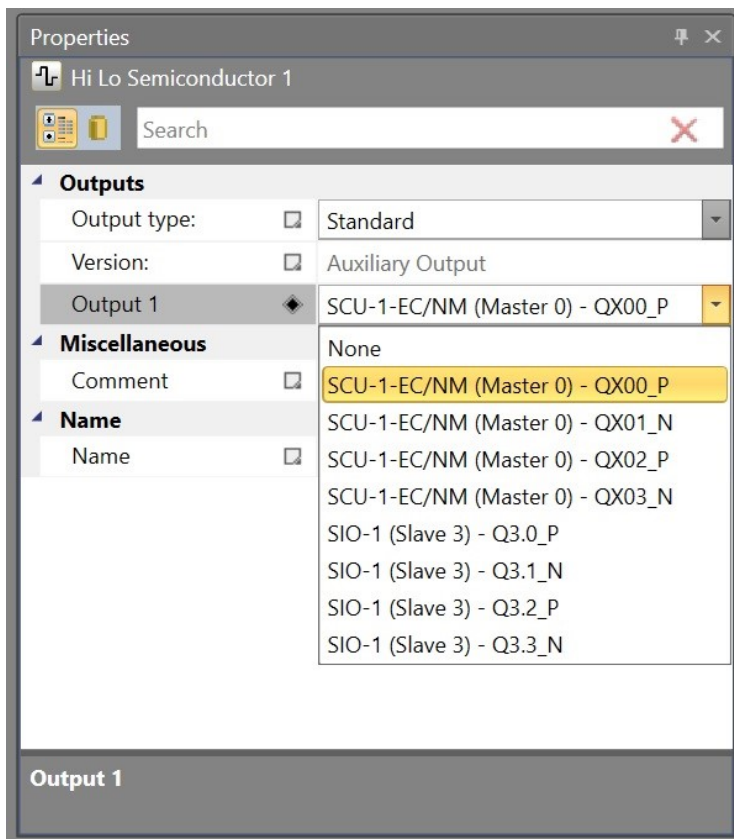 Properties
Hi Lo Semiconductor 1
Search
Outputs
Output type:
Standard
Version:
Auxiliary Output
Output 1
SCU-1-EC/NM (Master 0) - QX00_P
Miscellaneous
None
Comment
SCU-1-EC/NM (Master 0) - QX00_P
Name
SCU-1-EC/NM (Master 0) - QX01_N
Name
SCU-1-EC/NM (Master 0) - QX02_P
SCU-1-EC/NM (Master 0) - QX03_N
SIO-1 (Slave 3) - Q3.0_P
SIO-1 (Slave 3) - Q3.1_N
SIO-1 (Slave 3) - Q3.2_P
SIO-1 (Slave 3) - Q3.3_N
Output 1